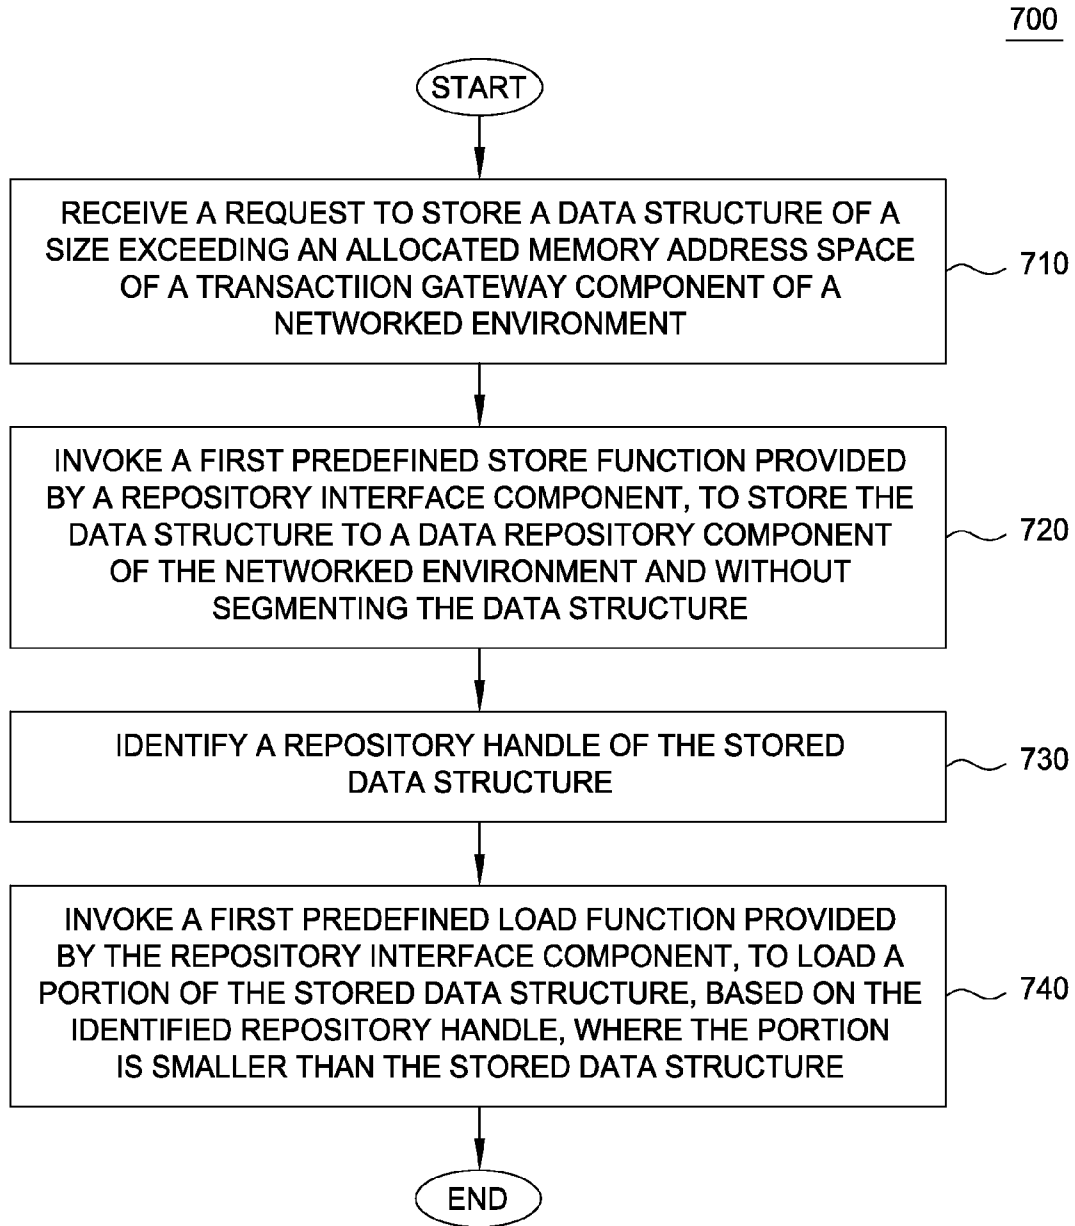 700
START
RECEIVE A REQUEST TO STORE A DATA STRUCTURE OF A
SIZE EXCEEDING AN ALLOCATED MEMORY ADDRESS SPACE
OF A TRANSACTIION GATEWAY COMPONENT OF A
NETWORKED ENVIRONMENT
710
INVOKE A FIRST PREDEFINED STORE FUNCTION PROVIDED
BY A REPOSITORY INTERFACE COMPONENT, TO STORE THE
DATA STRUCTURE TO A DATA REPOSITORY COMPONENT
OF THE NETWORKED ENVIRONMENT AND WITHOUT
SEGMENTING THE DATA STRUCTURE
720
IDENTIFY A REPOSITORY HANDLE OF THE STORED
DATA STRUCTURE
730
INVOKE A FIRST PREDEFINED LOAD FUNCTION PROVIDED
BY THE REPOSITORY INTERFACE COMPONENT, TO LOAD A
PORTION OF THE STORED DATA STRUCTURE, BASED ON THE
IDENTIFIED REPOSITORY HANDLE, WHERE THE PORTION
IS SMALLER THAN THE STORED DATA STRUCTURE
740
END